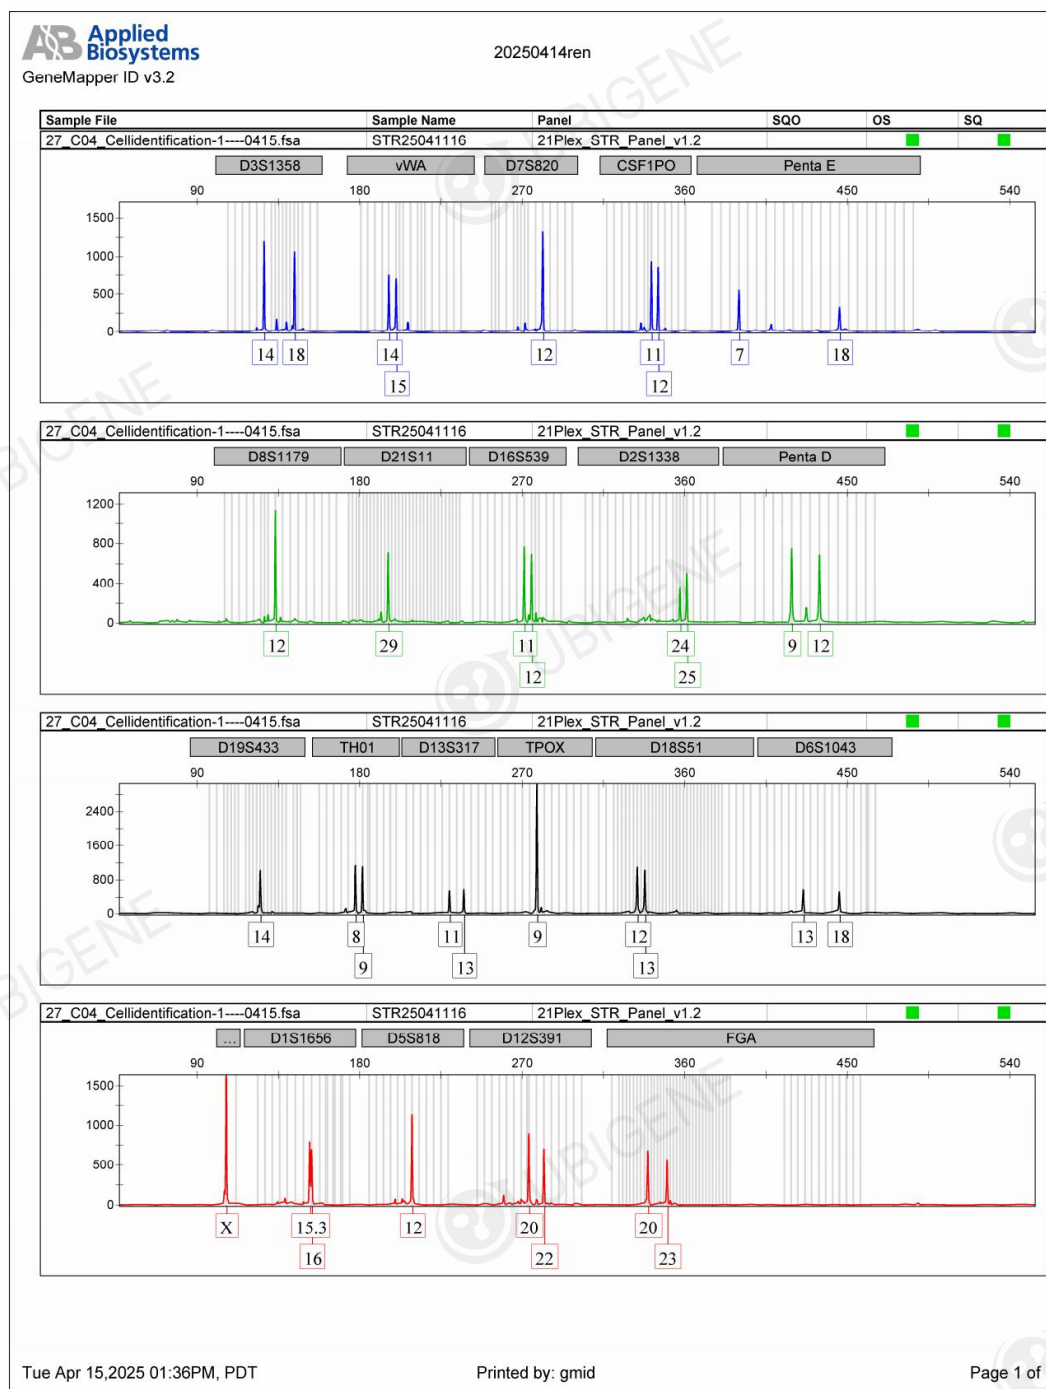 AB Applied
Biosystems
GeneMapper ID v3.2
20250414ren
Sample File Sample Name Panel SQO OS SQ
27_C04_Cellidentification-1----0415.fsa STR25041116 21Plex_STR_Panel_v1.2
D3S1358 vWA D7S820 CSF1PO Penta E
90 180 270 360 450 540
1500
1000
500
0
14 18 14 12 11 7 18
15 12
27_C04_Cellidentification-1----0415.fsa STR25041116 21Plex_STR_Panel_v1.2
D8S1179 D21S11 D16S539 D2S1338 Penta D
90 180 270 360 450 540
1200
800
400
0
12 29 11 24 9 12
12 25
27_C04_Cellidentification-1----0415.fsa STR25041116 21Plex_STR_Panel_v1.2
D19S433 TH01 D13S317 TPOX D18S51 D6S1043
90 180 270 360 450 540
2400
1600
800
0
14 8 11 9 12 13 18
9 13 13
27_C04_Cellidentification-1----0415.fsa STR25041116 21Plex_STR_Panel_v1.2
... D1S1656 D5S818 D12S391 FGA
90 180 270 360 450 540
1500
1000
500
0
X 15.3 12 20 20
16 22 23
Tue Apr 15,2025 01:36PM, PDT Printed by: gmid Page 1 of
UBIGENE